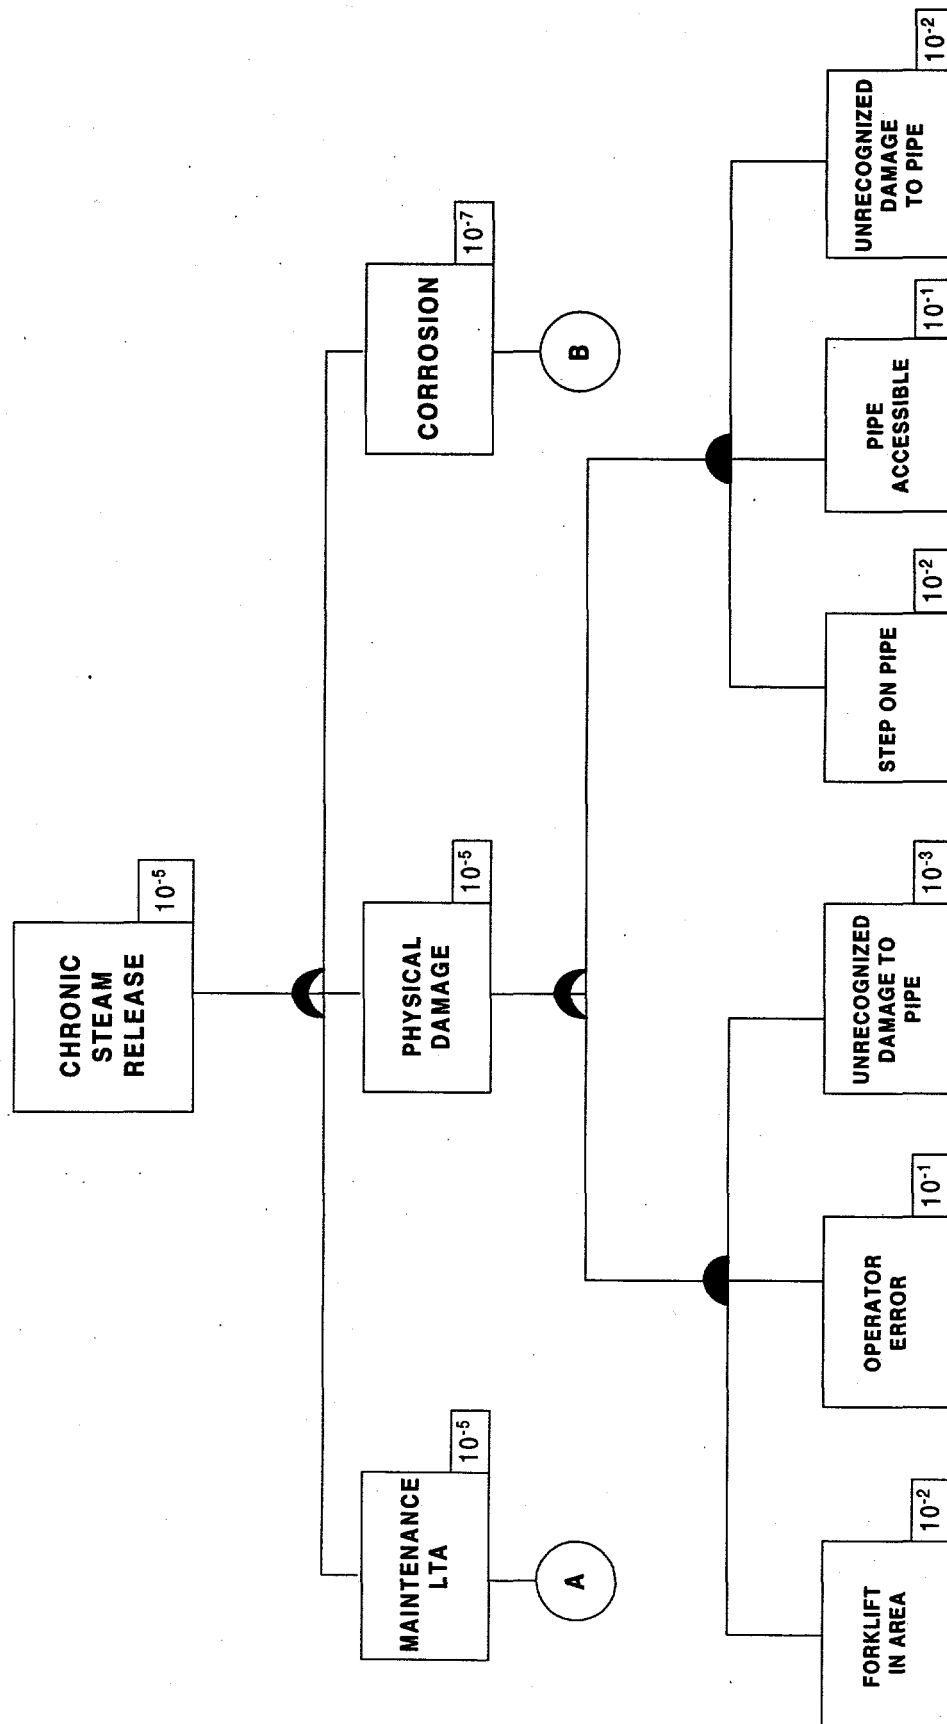 CHRONIC
STEAM
RELEASE
10-5
MAINTENANCE
LTA
10-5
A
PHYSICAL
DAMAGE
10-5
CORROSION
10-7
B
FORKLIFT
IN AREA
10-2
OPERATOR
ERROR
10-1
UNRECOGNIZED
DAMAGE TO
PIPE
10-3
STEP ON PIPE
10-2
PIPE
ACCESSIBLE
10-1
UNRECOGNIZED
DAMAGE
TO PIPE
10-2